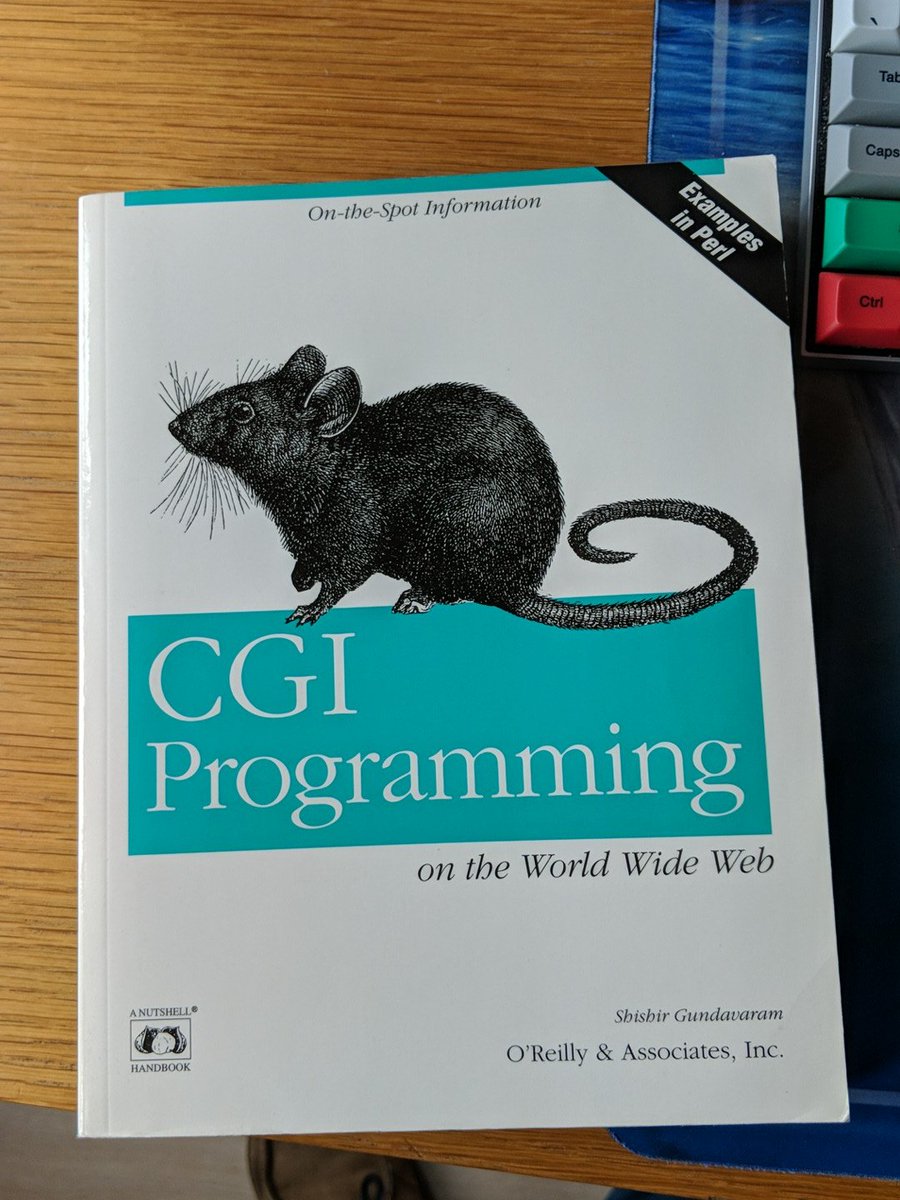 `
Tab
Caps
Ctrl
On-the-Spot Information
Examples
in Perl
CGI
Programming
on the World Wide Web
A NUTSHELL®
HANDBOOK
Shishir Gundavaram
O'Reilly & Associates, Inc.